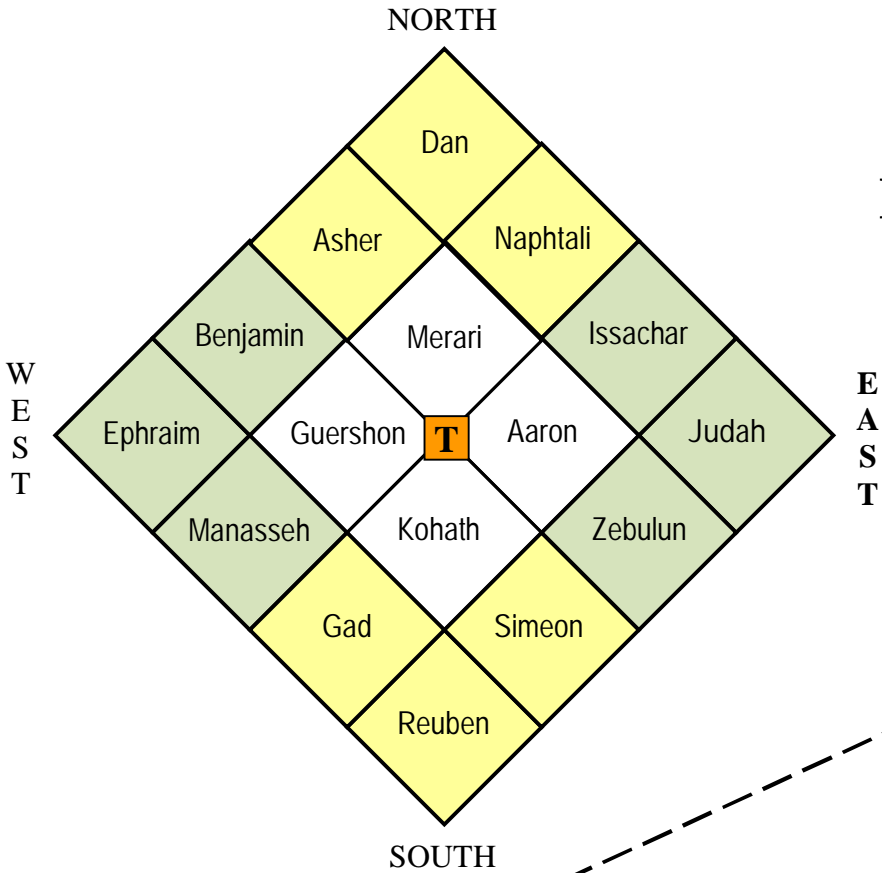 NORTH
Dan
Asher
Naphtali
Benjamin
Merari
Issachar
W
E
S
T
Ephraim
Guershon
T
Aaron
Judah
E
A
S
T
Manasseh
Kohath
Zebulun
Gad
Simeon
Reuben
SOUTH